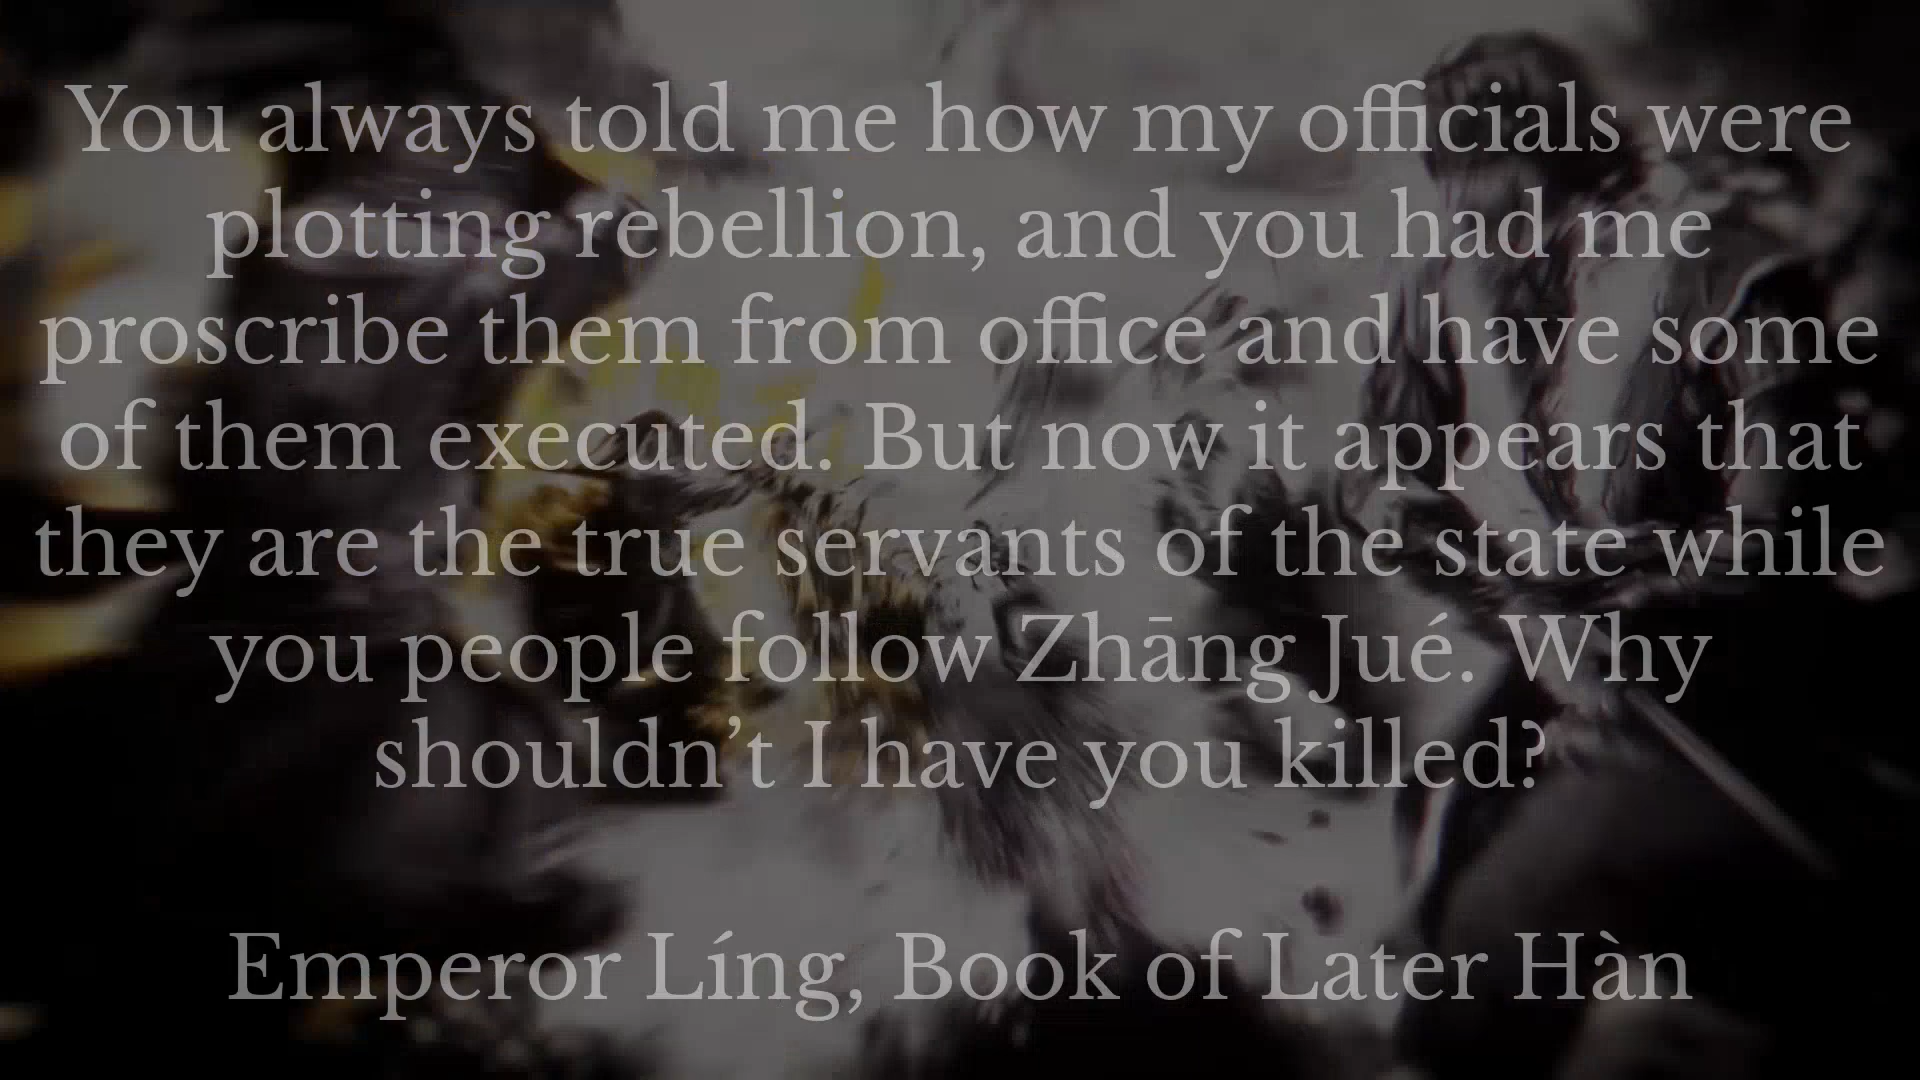 You always told me how my officials were
plotting rebellion, and you had me
proscribe them from office and have some
of them executed. But now it appears that
they are the true servants of the state while
you people follow Zhāng Jué. Why
shouldn’t I have you killed?
Emperor Líng, Book of Later Hàn